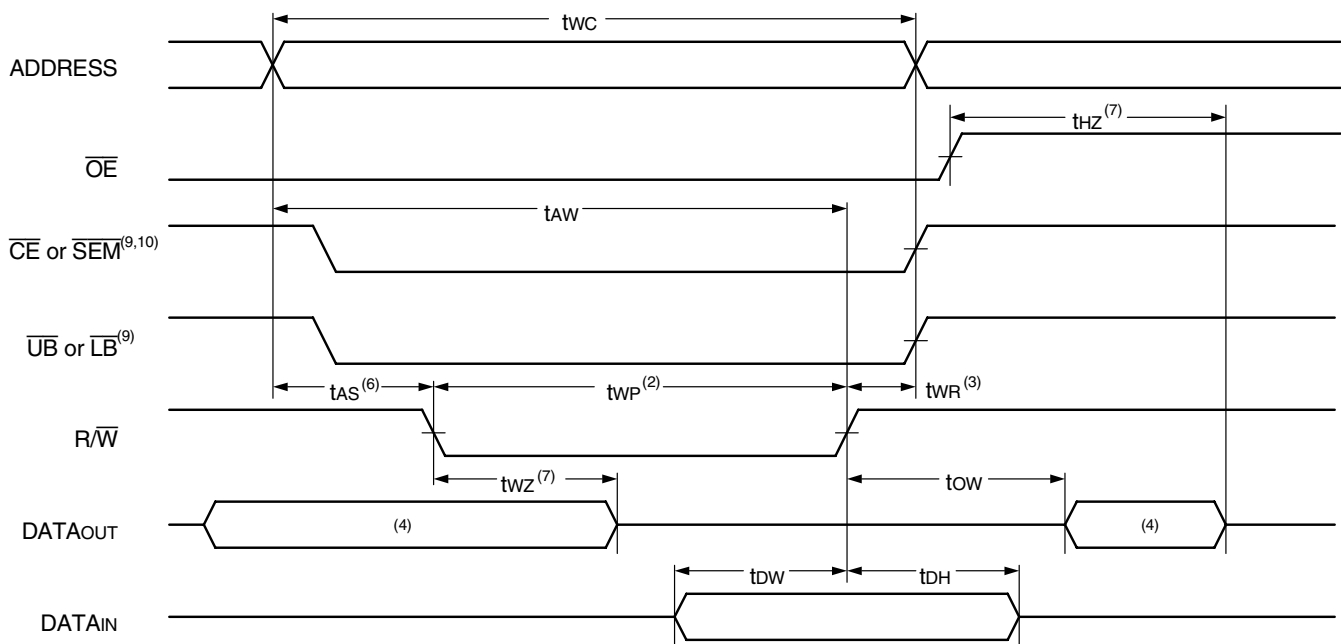 tWC
ADDRESS
tHZ(7)
OE
tAW
CE or SEM(9,10)
UB or LB(9)
tAS(6)
tWP(2)
tWR(3)
R/W
tWZ(7)
tOW
DATAOUT
(4)
(4)
tDW
tDH
DATAIN